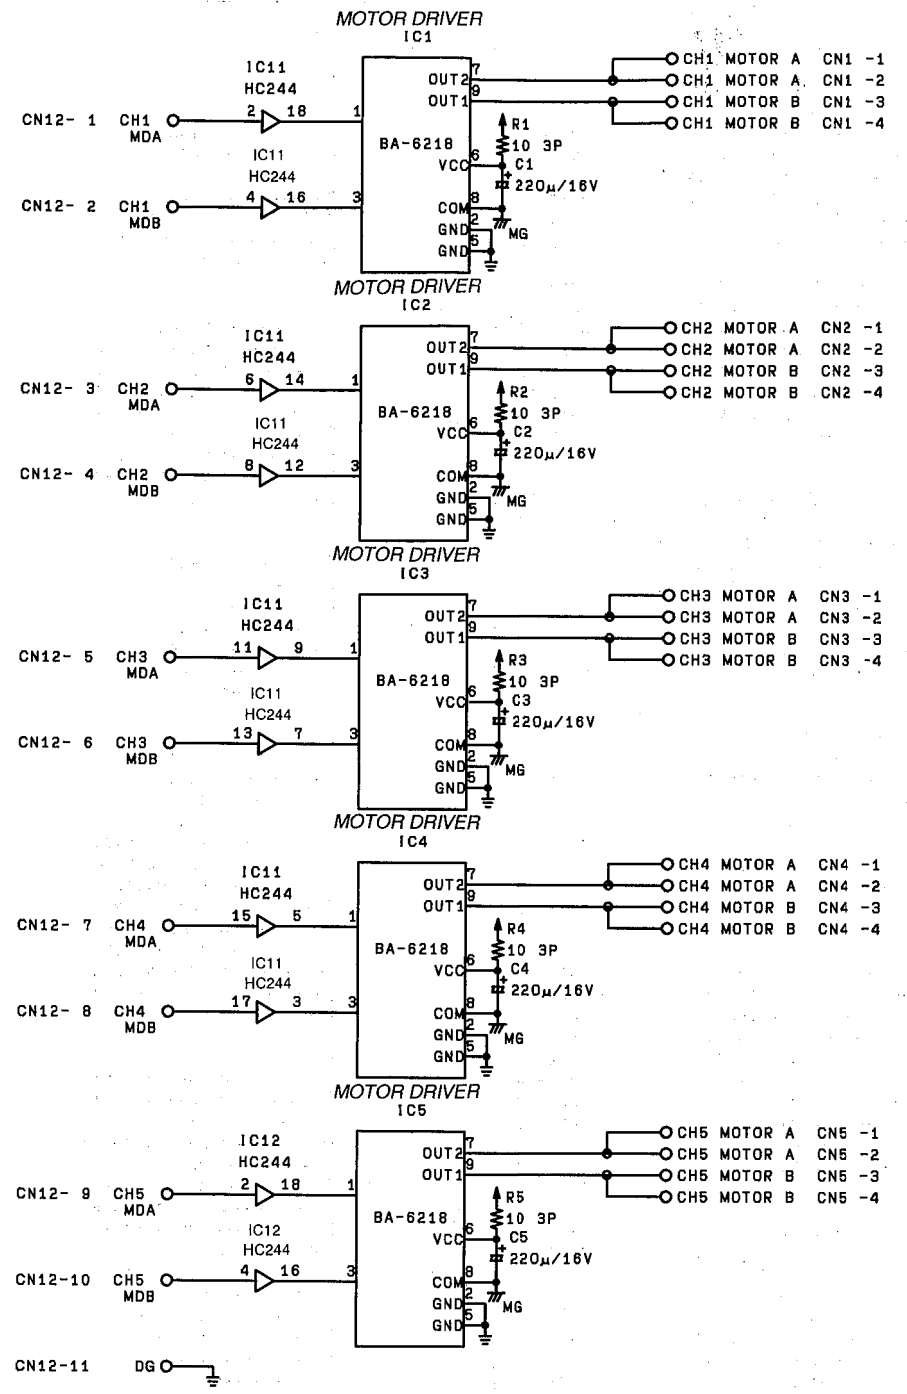 MOTOR DRIVER
IC1
IC11
HC244
CN12- 1 CH1 MDA 2 18 1
IC11
HC244
CN12- 2 CH1 MDB 4 16 3
BA-6218
OUT2 7
OUT1 9
VCC 6
COM 8
GND 2
GND 5
R1
10 3P
C1
220µ/16V
MG
CH1 MOTOR A CN1 -1
CH1 MOTOR A CN1 -2
CH1 MOTOR B CN1 -3
CH1 MOTOR B CN1 -4
MOTOR DRIVER
IC2
IC11
HC244
CN12- 3 CH2 MDA 6 14 1
IC11
HC244
CN12- 4 CH2 MDB 8 12 3
BA-6218
OUT2 7
OUT1 9
VCC 6
COM 8
GND 2
GND 5
R2
10 3P
C2
220µ/16V
MG
CH2 MOTOR A CN2 -1
CH2 MOTOR A CN2 -2
CH2 MOTOR B CN2 -3
CH2 MOTOR B CN2 -4
MOTOR DRIVER
IC3
IC11
HC244
CN12- 5 CH3 MDA 11 9 1
IC11
HC244
CN12- 6 CH3 MDB 13 7 3
BA-6218
OUT2 7
OUT1 9
VCC 6
COM 8
GND 2
GND 5
R3
10 3P
C3
220µ/16V
MG
CH3 MOTOR A CN3 -1
CH3 MOTOR A CN3 -2
CH3 MOTOR B CN3 -3
CH3 MOTOR B CN3 -4
MOTOR DRIVER
IC4
IC11
HC244
CN12- 7 CH4 MDA 15 5 1
IC11
HC244
CN12- 8 CH4 MDB 17 3 3
BA-6218
OUT2 7
OUT1 9
VCC 6
COM 8
GND 2
GND 5
R4
10 3P
C4
220µ/16V
MG
CH4 MOTOR A CN4 -1
CH4 MOTOR A CN4 -2
CH4 MOTOR B CN4 -3
CH4 MOTOR B CN4 -4
MOTOR DRIVER
IC5
IC12
HC244
CN12- 9 CH5 MDA 2 18 1
IC12
HC244
CN12-10 CH5 MDB 4 16 3
BA-6218
OUT2 7
OUT1 9
VCC 6
COM 8
GND 2
GND 5
R5
10 3P
C5
220µ/16V
MG
CH5 MOTOR A CN5 -1
CH5 MOTOR A CN5 -2
CH5 MOTOR B CN5 -3
CH5 MOTOR B CN5 -4
CN12-11 DG